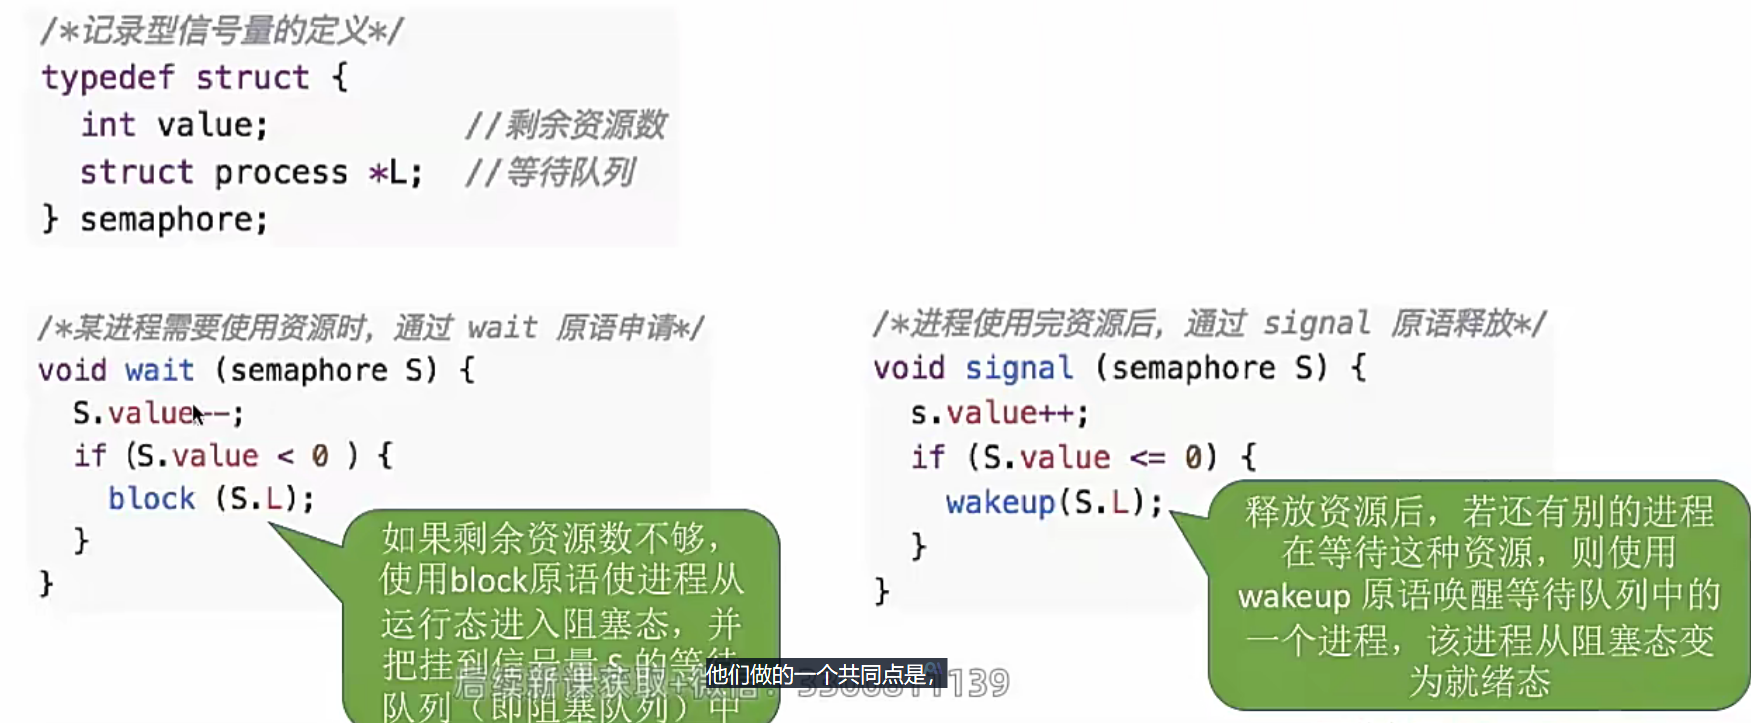 /*记录型信号量的定义*/
typedef struct {
int value; //剩余资源数
struct process *L; //等待队列
} semaphore;
/*某进程需要使用资源时，通过 wait 原语申请*/
void wait (semaphore S) {
S.value--;
if (S.value < 0 ) {
block (S.L);
}
}
如果剩余资源数不够，
使用block原语使进程从
运行态进入阻塞态，并
把挂到信号量 S 的等待
队列（即阻塞队列）中
/*进程使用完资源后，通过 signal 原语释放*/
void signal (semaphore S) {
s.value++;
if (S.value <= 0) {
wakeup(S.L);
}
}
释放资源后，若还有别的进程
在等待这种资源，则使用
wakeup 原语唤醒等待队列中的
一个进程，该进程从阻塞态变
为就绪态
他们做的一个共同点是，
后续新课获取+微信：
139